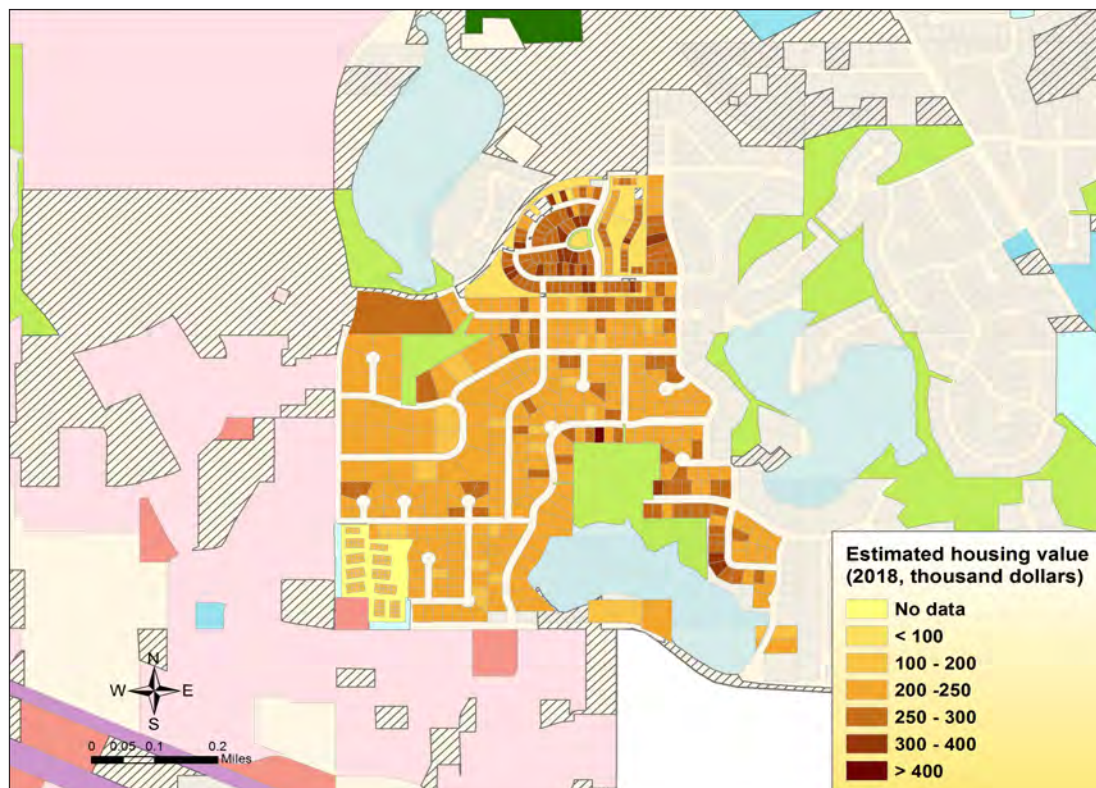 N
W E
S
0 0.05 0.1 0.2
Miles
Estimated housing value
(2018, thousand dollars)
No data
< 100
100 - 200
200 -250
250 - 300
300 - 400
> 400